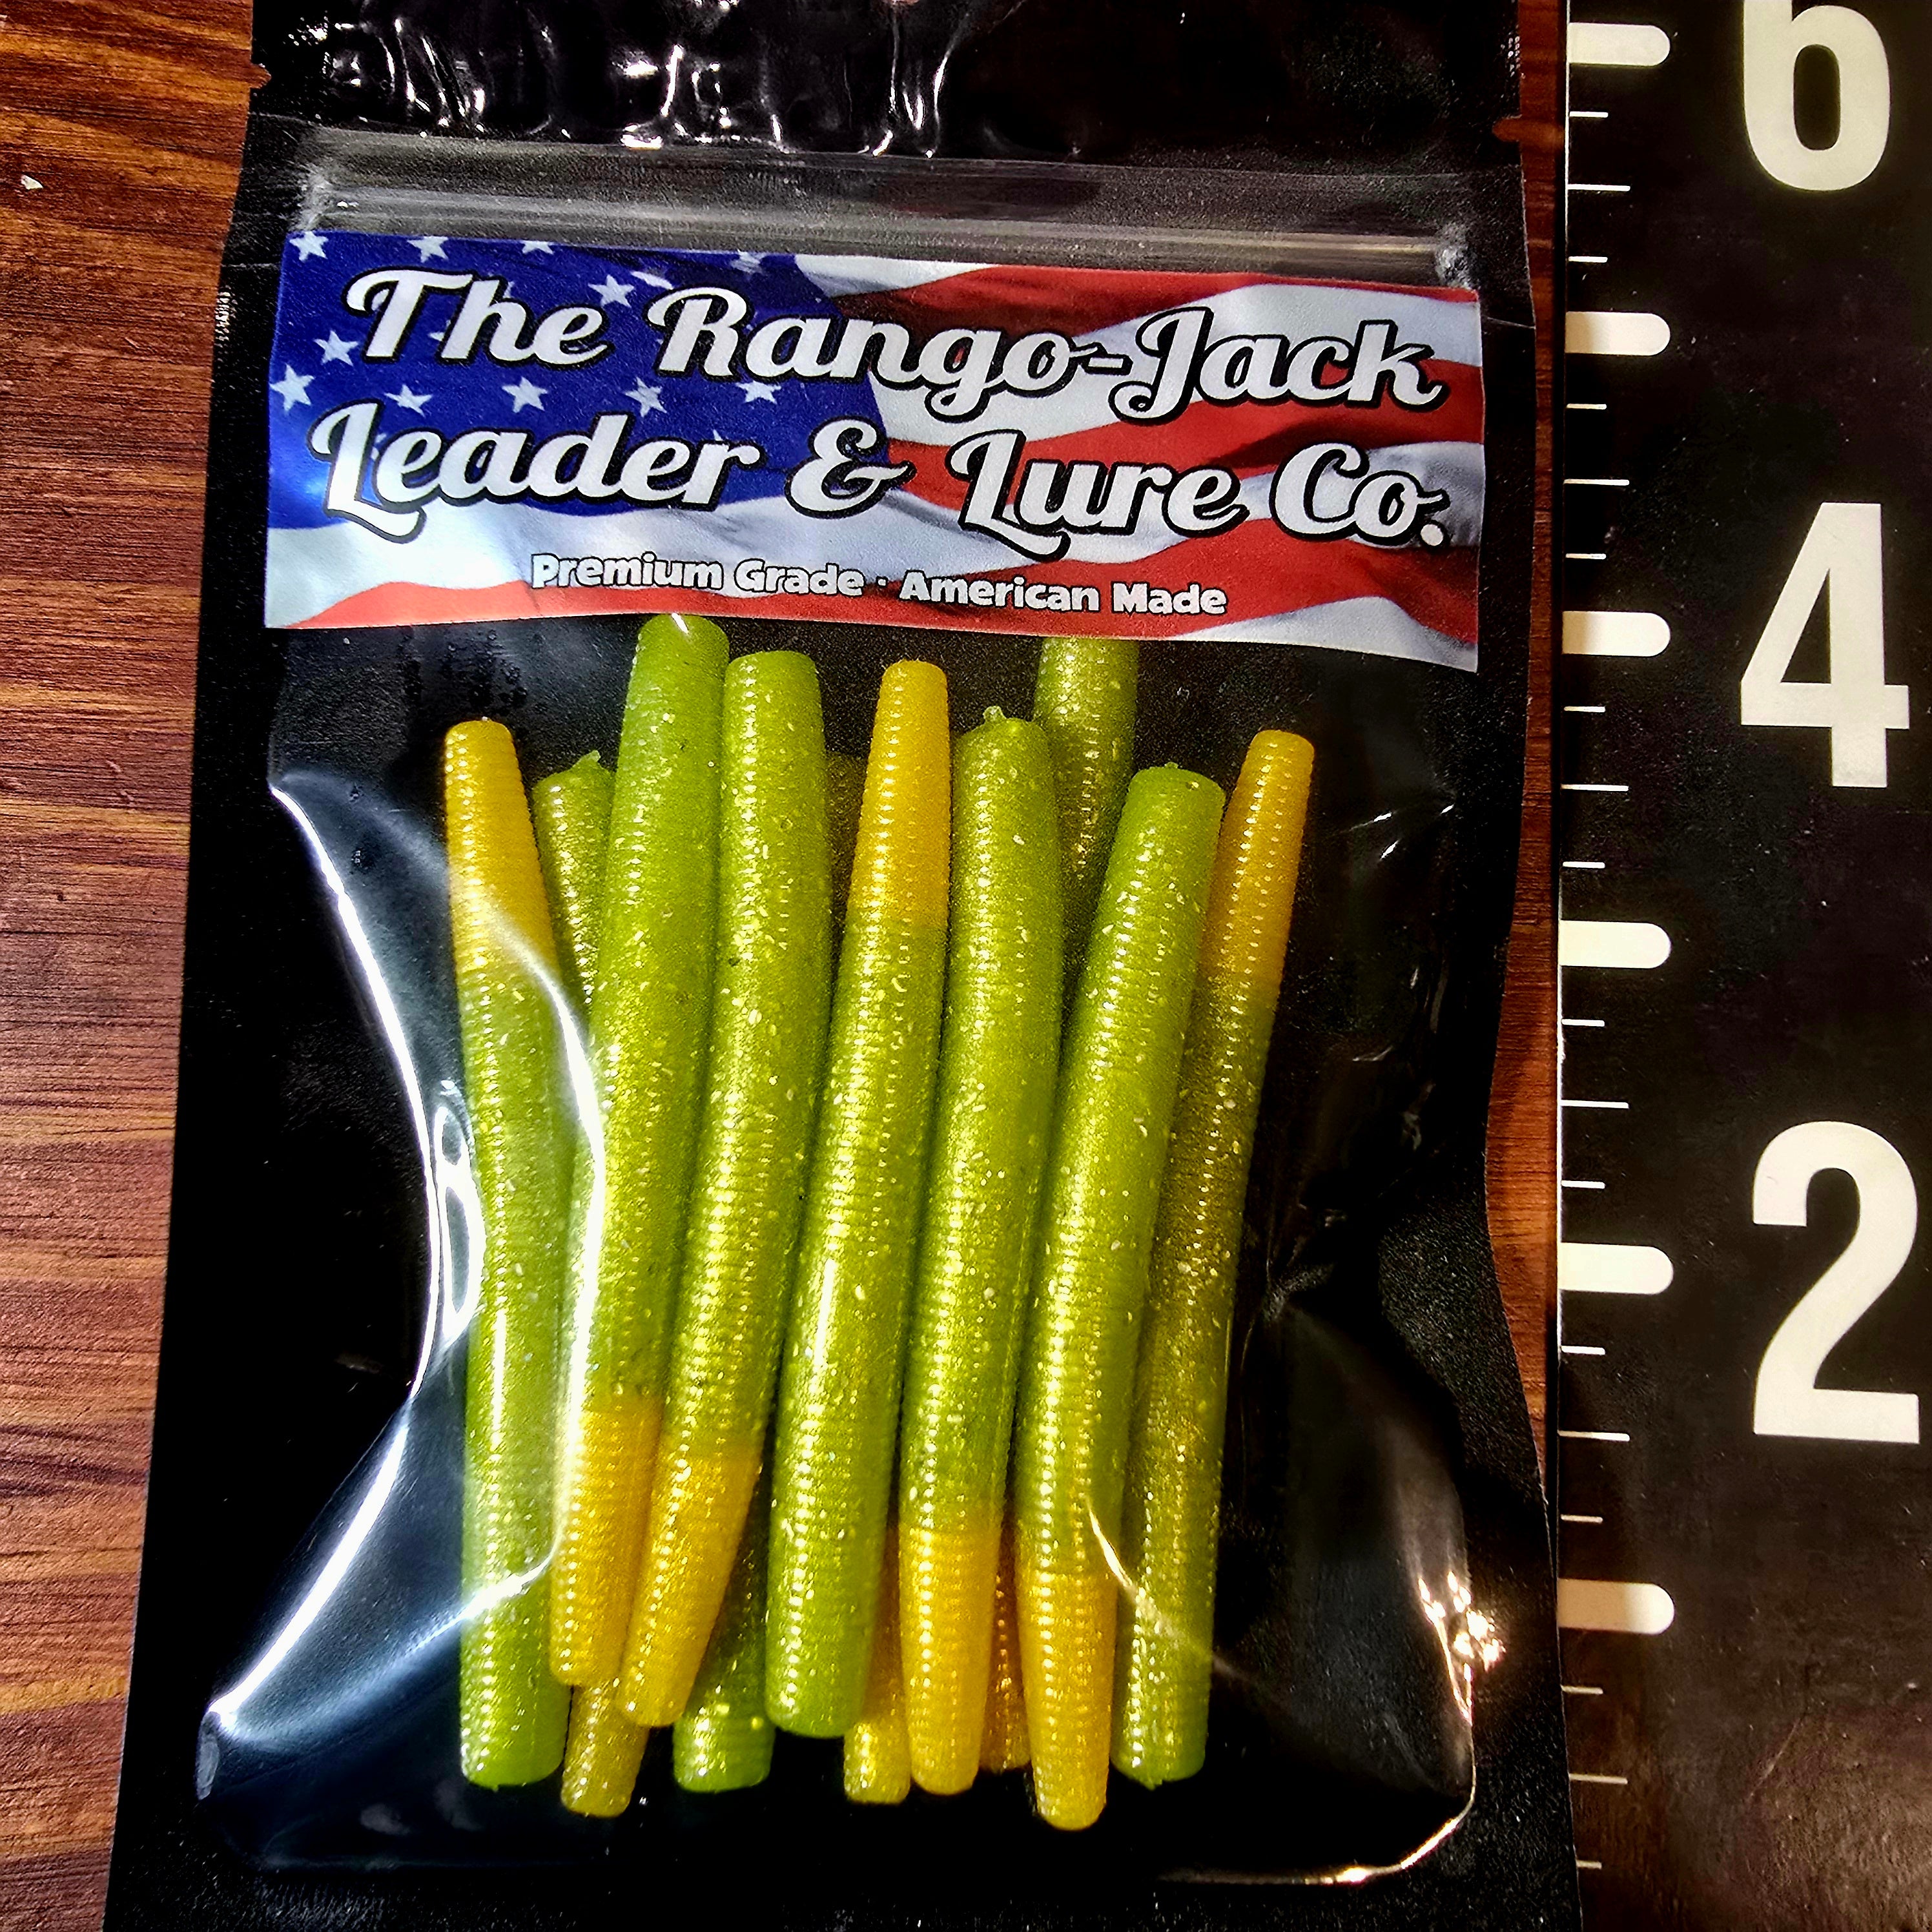 The Rango-Jack
Leader & Lure Co.
Premium Grade · American Made
6
4
2